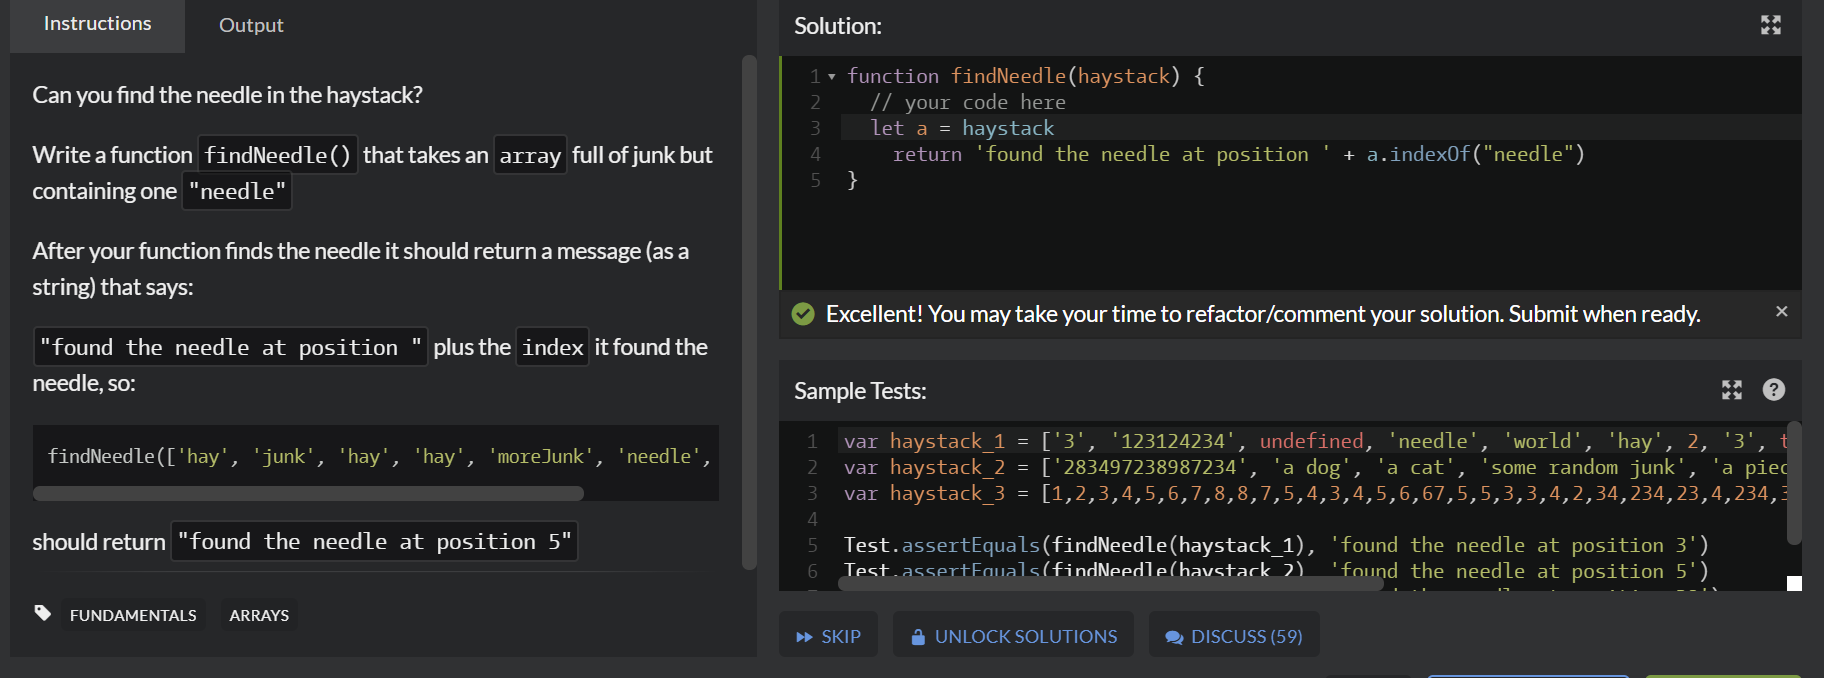 Instructions
Output
Can you find the needle in the haystack?
Write a function findNeedle() that takes an array full of junk but
containing one "needle"
After your function finds the needle it should return a message (as a
string) that says:
"found the needle at position " plus the index it found the
needle, so:
findNeedle(['hay', 'junk', 'hay', 'hay', 'moreJunk', 'needle',
should return "found the needle at position 5"
FUNDAMENTALS
ARRAYS
Solution:
1 function findNeedle(haystack) {
2 // your code here
3 let a = haystack
4 return 'found the needle at position ' + a.indexOf("needle")
5 }
Excellent! You may take your time to refactor/comment your solution. Submit when ready.
Sample Tests:
1 var haystack_1 = ['3', '123124234', undefined, 'needle', 'world', 'hay', 2, '3', t
2 var haystack_2 = ['283497238987234', 'a dog', 'a cat', 'some random junk', 'a piec
3 var haystack_3 = [1,2,3,4,5,6,7,8,8,7,5,4,3,4,5,6,67,5,5,3,3,4,2,34,234,23,4,234,3
4
5 Test.assertEquals(findNeedle(haystack_1), 'found the needle at position 3')
6 Test.assertEquals(findNeedle(haystack_2), 'found the needle at position 5')
SKIP
UNLOCK SOLUTIONS
DISCUSS (59)